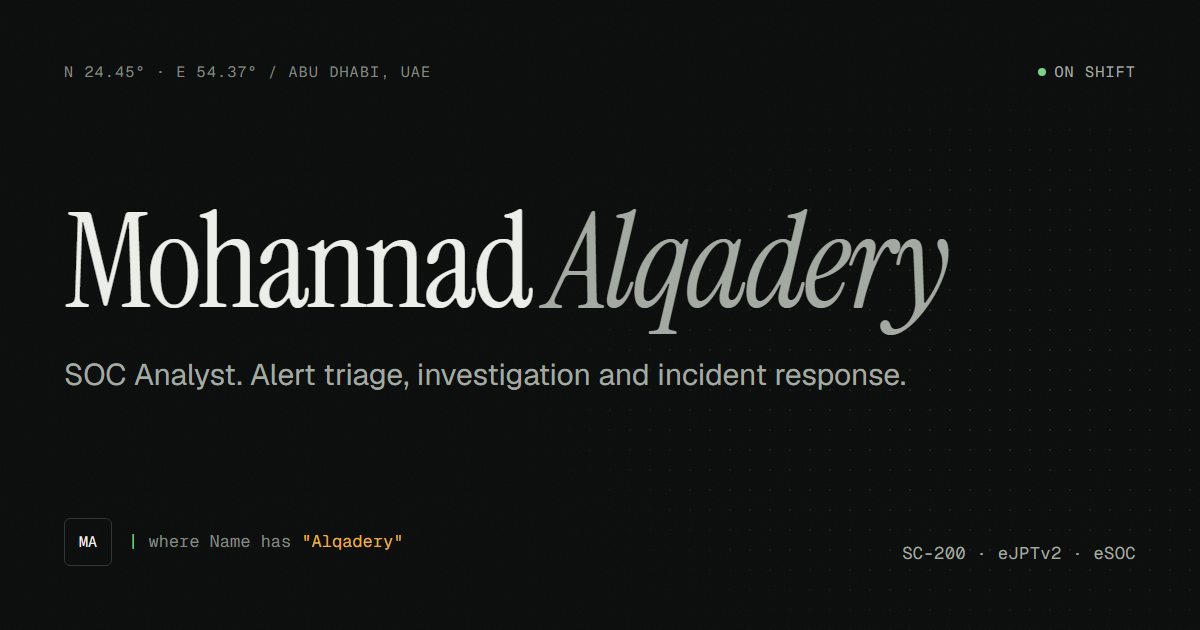 N 24.45° · E 54.37° / ABU DHABI, UAE
ON SHIFT
Mohannad Alqadery
SOC Analyst. Alert triage, investigation and incident response.
MA
| where Name has "Alqadery"
SC-200 · eJPTv2 · eSOC